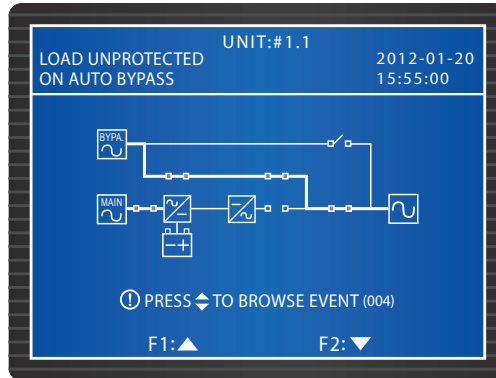 UNIT:#1.1
LOAD UNPROTECTED
ON AUTO BYPASS
2012-01-20
15:55:00
BYPA.
MAIN
PRESS TO BROWSE EVENT (004)
F1:▲ F2:▼